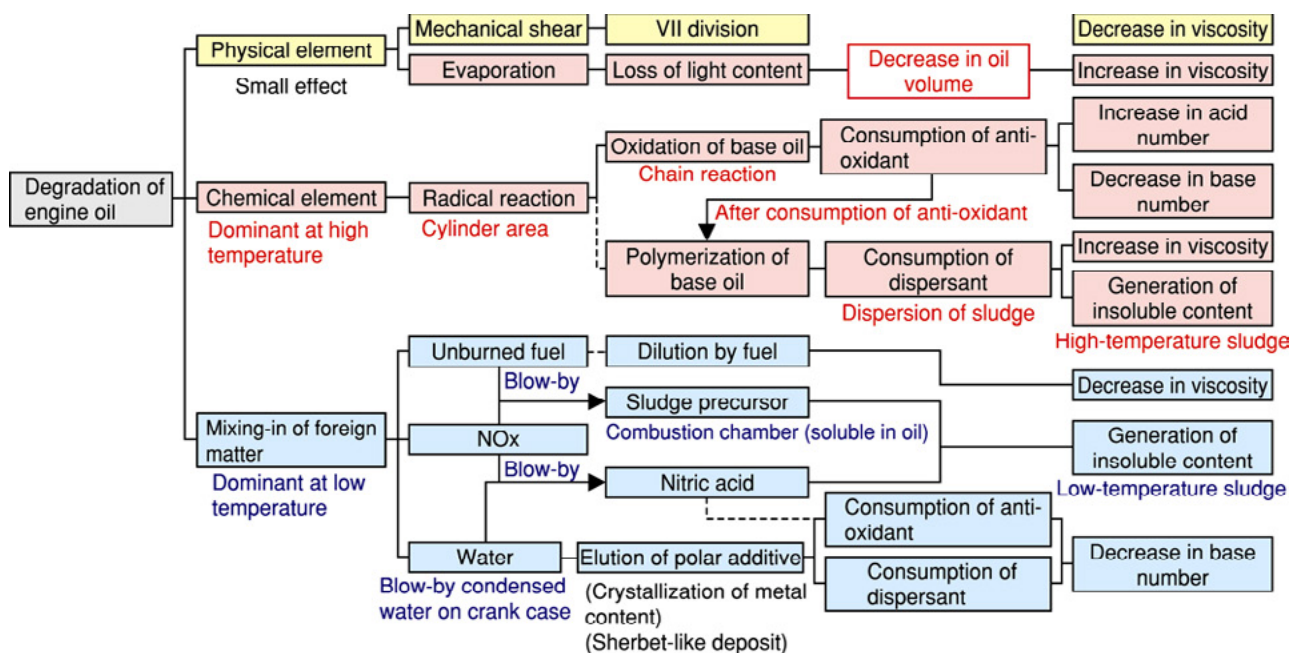 Mechanical shear
VII division
Decrease in viscosity
Physical element
Small effect
Evaporation
Loss of light content
Decrease in oil
volume
Increase in viscosity
Degradation of
engine oil
Chemical element
Dominant at high
temperature
Radical reaction
Cylinder area
Oxidation of base oil
Chain reaction
Consumption of anti-
oxidant
Increase in acid
number
Decrease in base
number
After consumption of anti-oxidant
Polymerization of
base oil
Consumption of
dispersant
Dispersion of sludge
Increase in viscosity
Generation of
insoluble content
High-temperature sludge
Mixing-in of foreign
matter
Dominant at low
temperature
Unburned fuel
Dilution by fuel
Decrease in viscosity
Blow-by
Sludge precursor
Combustion chamber (soluble in oil)
NOx
Blow-by
Nitric acid
Generation of
insoluble content
Low-temperature sludge
Water
Blow-by condensed
water on crank case
Elution of polar additive
(Crystallization of metal
content)
(Sherbet-like deposit)
Consumption of anti-
oxidant
Consumption of
dispersant
Decrease in base
number